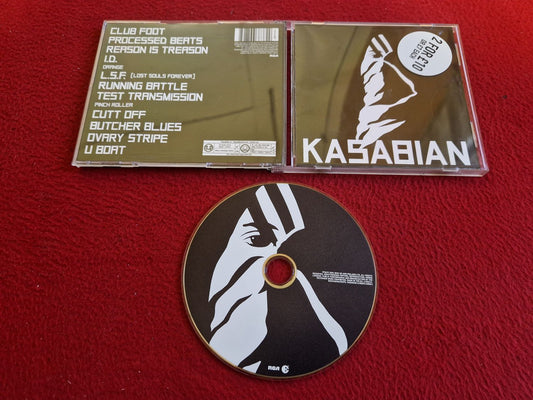 CLUB FOOT
PROCESSED BEATS
REASON IS TREASON
I.D.
ORANGE
L.S.F. (LOST SOULS FOREVER)
RUNNING BATTLE
TEST TRANSMISSION
PINCH ROLLER
CUTT OFF
BUTCHER BLUES
OVARY STRIPE
U BOAT
RCA
2 FOR £10
KASABIAN
RCA